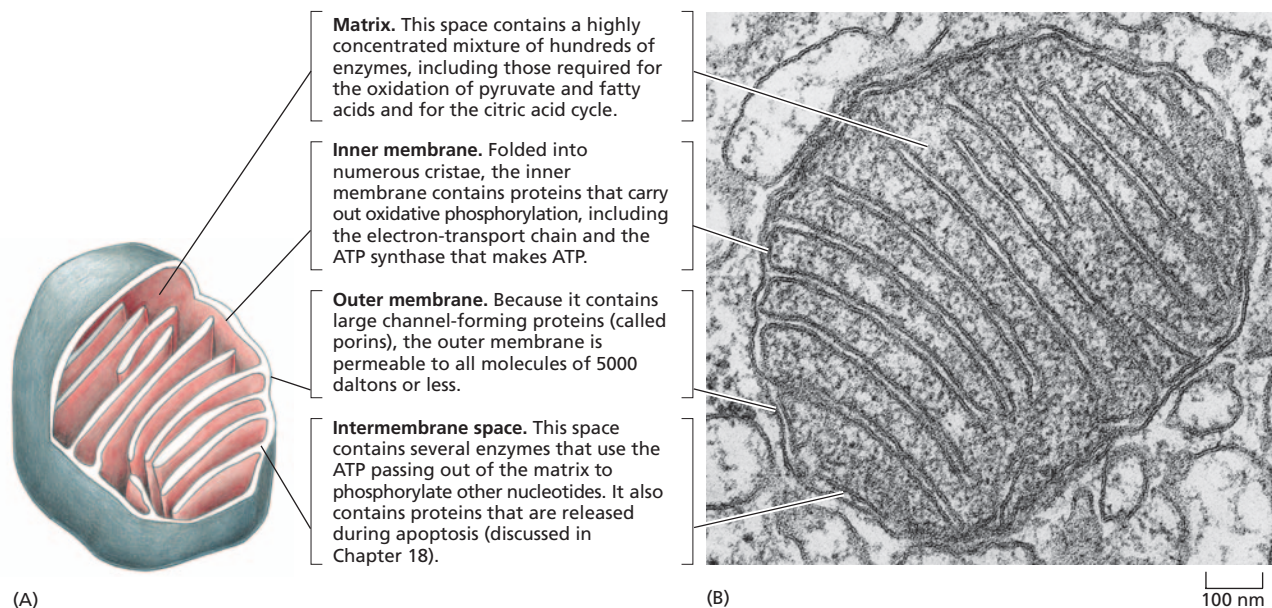 Matrix. This space contains a highly
concentrated mixture of hundreds of
enzymes, including those required for
the oxidation of pyruvate and fatty
acids and for the citric acid cycle.
Inner membrane. Folded into
numerous cristae, the inner
membrane contains proteins that carry
out oxidative phosphorylation, including
the electron-transport chain and the
ATP synthase that makes ATP.
Outer membrane. Because it contains
large channel-forming proteins (called
porins), the outer membrane is
permeable to all molecules of 5000
daltons or less.
Intermembrane space. This space
contains several enzymes that use the
ATP passing out of the matrix to
phosphorylate other nucleotides. It also
contains proteins that are released
during apoptosis (discussed in
Chapter 18).
(A)
(B)
100 nm